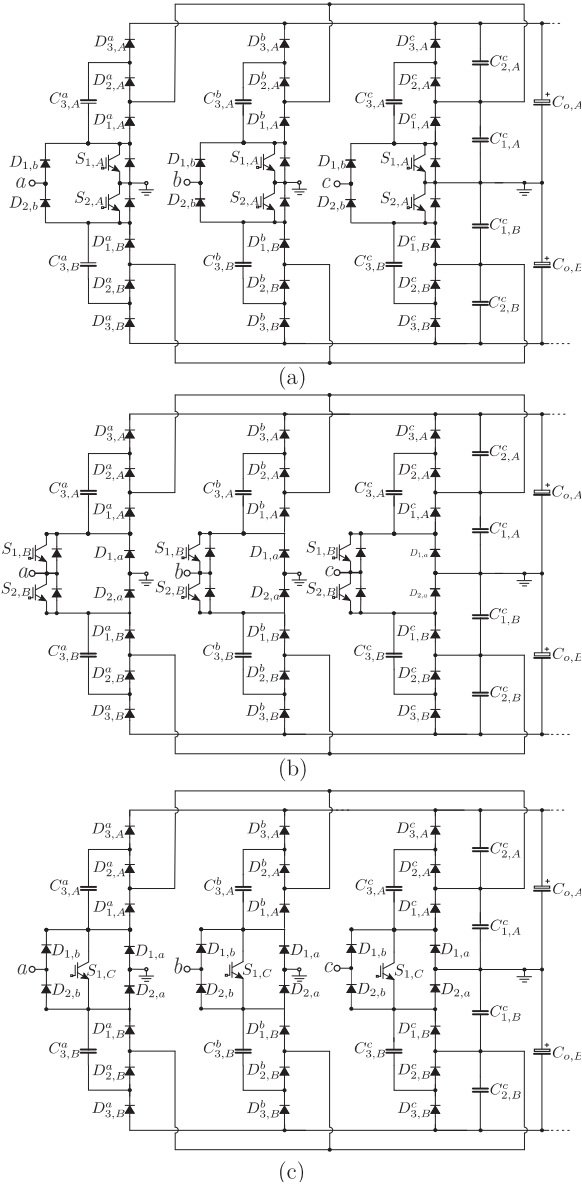 D^a_{3,A} D^b_{3,A} D^c_{3,A}
C^c_{2,A}
D^a_{2,A} D^b_{2,A} D^c_{2,A}
C^a_{3,A} C^b_{3,A} C^c_{3,A} + C_{o,A}
D^a_{1,A} D^b_{1,A} D^c_{1,A}
C^c_{1,A}
D_{1,b} S_{1,A} D_{1,b} S_{1,A} D_{1,b} S_{1,A}
a b c
D_{2,b} S_{2,A} D_{2,b} S_{2,A} D_{2,b} S_{2,A}
C^c_{1,B}
D^a_{1,B} D^b_{1,B} D^c_{1,B}
C^a_{3,B} C^b_{3,B} C^c_{3,B} + C_{o,B}
D^a_{2,B} D^b_{2,B} D^c_{2,B}
C^c_{2,B}
D^a_{3,B} D^b_{3,B} D^c_{3,B}
(a)
D^a_{3,A} D^b_{3,A} D^c_{3,A}
C^c_{2,A}
D^a_{2,A} D^b_{2,A} D^c_{2,A}
C^a_{3,A} C^b_{3,A} C^c_{3,A} + C_{o,A}
D^a_{1,A} D^b_{1,A} D^c_{1,A}
C^c_{1,A}
S_{1,B} D_{1,a} S_{1,B} D_{1,a} S_{1,B} D_{1,a}
a b c
S_{2,B} D_{2,a} S_{2,B} D_{2,a} S_{2,B} D_{2,a}
C^c_{1,B}
D^a_{1,B} D^b_{1,B} D^c_{1,B}
C^a_{3,B} C^b_{3,B} C^c_{3,B} + C_{o,B}
D^a_{2,B} D^b_{2,B} D^c_{2,B}
C^c_{2,B}
D^a_{3,B} D^b_{3,B} D^c_{3,B}
(b)
D^a_{3,A} D^b_{3,A} D^c_{3,A}
C^c_{2,A}
D^a_{2,A} D^b_{2,A} D^c_{2,A}
C^a_{3,A} C^b_{3,A} C^c_{3,A} + C_{o,A}
D^a_{1,A} D^b_{1,A} D^c_{1,A}
C^c_{1,A}
D_{1,b} D_{1,a} D_{1,b} D_{1,a} D_{1,b} D_{1,a}
a S_{1,C} b S_{1,C} c S_{1,C}
D_{2,b} D_{2,a} D_{2,b} D_{2,a} D_{2,b} D_{2,a}
C^c_{1,B}
D^a_{1,B} D^b_{1,B} D^c_{1,B}
C^a_{3,B} C^b_{3,B} C^c_{3,B} + C_{o,B}
D^a_{2,B} D^b_{2,B} D^c_{2,B}
C^c_{2,B}
D^a_{3,B} D^b_{3,B} D^c_{3,B}
(c)